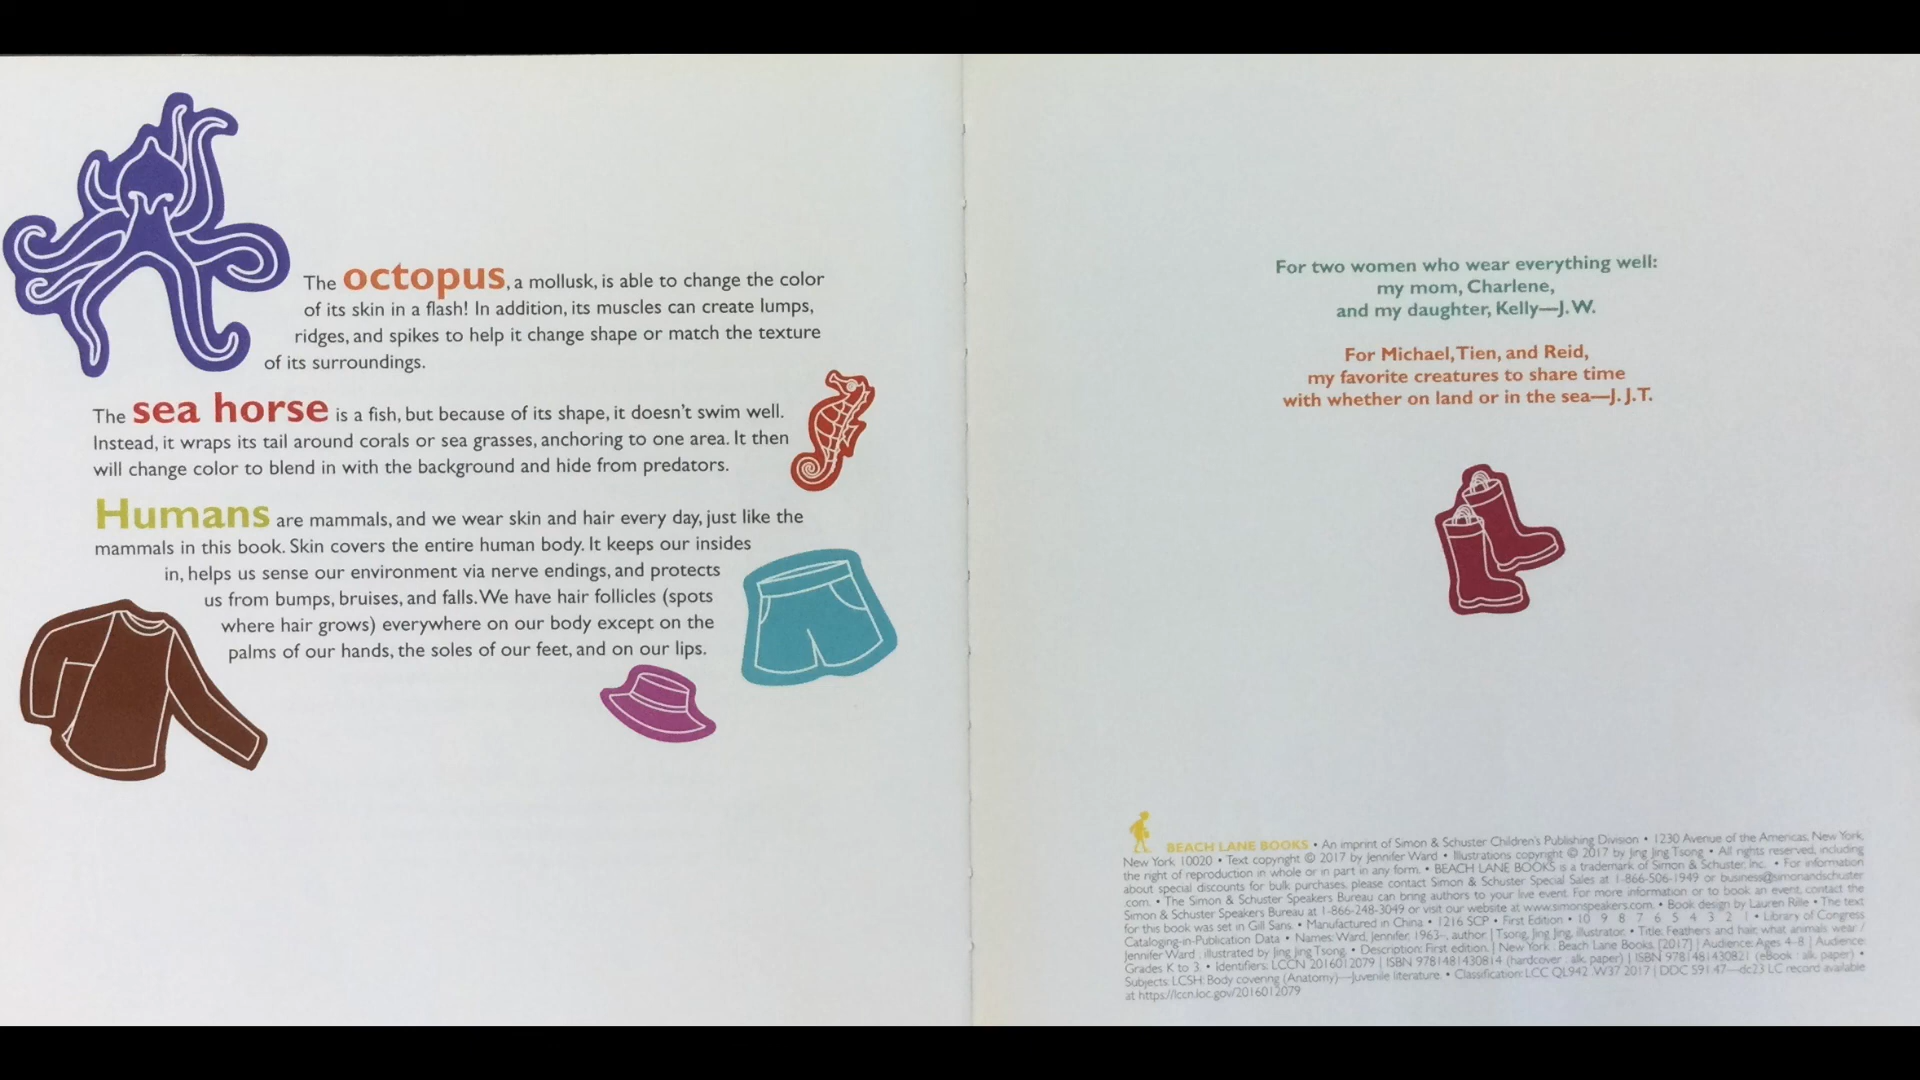 The octopus, a mollusk, is able to change the color
of its skin in a flash! In addition, its muscles can create lumps,
ridges, and spikes to help it change shape or match the texture
of its surroundings.
The sea horse is a fish, but because of its shape, it doesn't swim well.
Instead, it wraps its tail around corals or sea grasses, anchoring to one area. It then
will change color to blend in with the background and hide from predators.
Humans are mammals, and we wear skin and hair every day, just like the
mammals in this book. Skin covers the entire human body. It keeps our insides
in, helps us sense our environment via nerve endings, and protects
us from bumps, bruises, and falls. We have hair follicles (spots
where hair grows) everywhere on our body except on the
palms of our hands, the soles of our feet, and on our lips.
For two women who wear everything well:
my mom, Charlene,
and my daughter, Kelly—J.W.
For Michael, Tien, and Reid,
my favorite creatures to share time
with whether on land or in the sea—J.J.T.
BEACH LANE BOOKS • An imprint of Simon & Schuster Children's Publishing Division • 1230 Avenue of the Americas, New York,
New York 10020 • Text copyright © 2017 by Jennifer Ward • Illustrations copyright © 2017 by Jing Jing Tsong • All rights reserved, including
the right of reproduction in whole or in part in any form. • BEACH LANE BOOKS is a trademark of Simon & Schuster, Inc. • For information
about special discounts for bulk purchases, please contact Simon & Schuster Special Sales at 1-866-506-1949 or business@simonandschuster
.com. • The Simon & Schuster Speakers Bureau can bring authors to your live event. For more information or to book an event, contact the
Simon & Schuster Speakers Bureau at 1-866-248-3049 or visit our website at www.simonspeakers.com. • Book design by Lauren Rille • The text
for this book was set in Gill Sans. • Manufactured in China • 1216 SCP • First Edition • 10 9 8 7 6 5 4 3 2 1 • Library of Congress
Cataloging-in-Publication Data • Names: Ward, Jennifer, 1963–, author. | Tsong, Jing Jing, illustrator. • Title: Feathers and hair, what animals wear /
Jennifer Ward ; illustrated by Jing Jing Tsong. • Description: First edition. | New York : Beach Lane Books, [2017] | Audience: Ages 4–8 | Audience:
Grades K to 3. • Identifiers: LCCN 2016012079 | ISBN 9781481430814 (hardcover : alk. paper) | ISBN 9781481430821 (eBook : alk. paper) •
Subjects: LCSH: Body covering (Anatomy)—Juvenile literature. • Classification: LCC QL942 .W37 2017 | DDC 591.47—dc23 LC record available
at https://lccn.loc.gov/2016012079